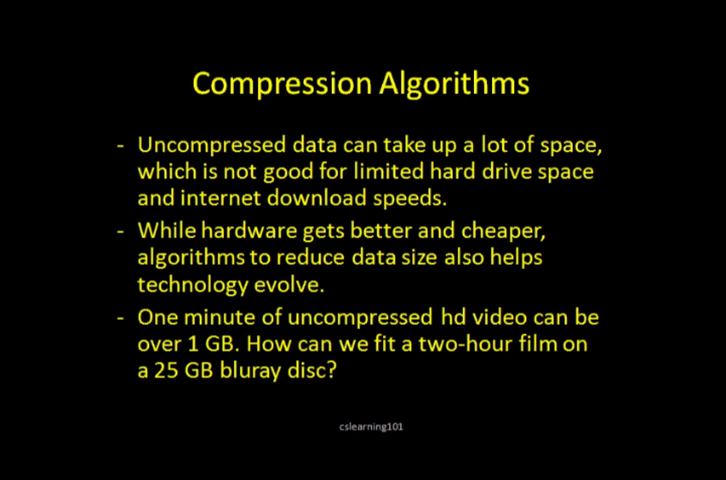 Compression Algorithms
- Uncompressed data can take up a lot of space,
which is not good for limited hard drive space
and internet download speeds.
- While hardware gets better and cheaper,
algorithms to reduce data size also helps
technology evolve.
- One minute of uncompressed hd video can be
over 1 GB. How can we fit a two-hour film on
a 25 GB bluray disc?
cslearning101